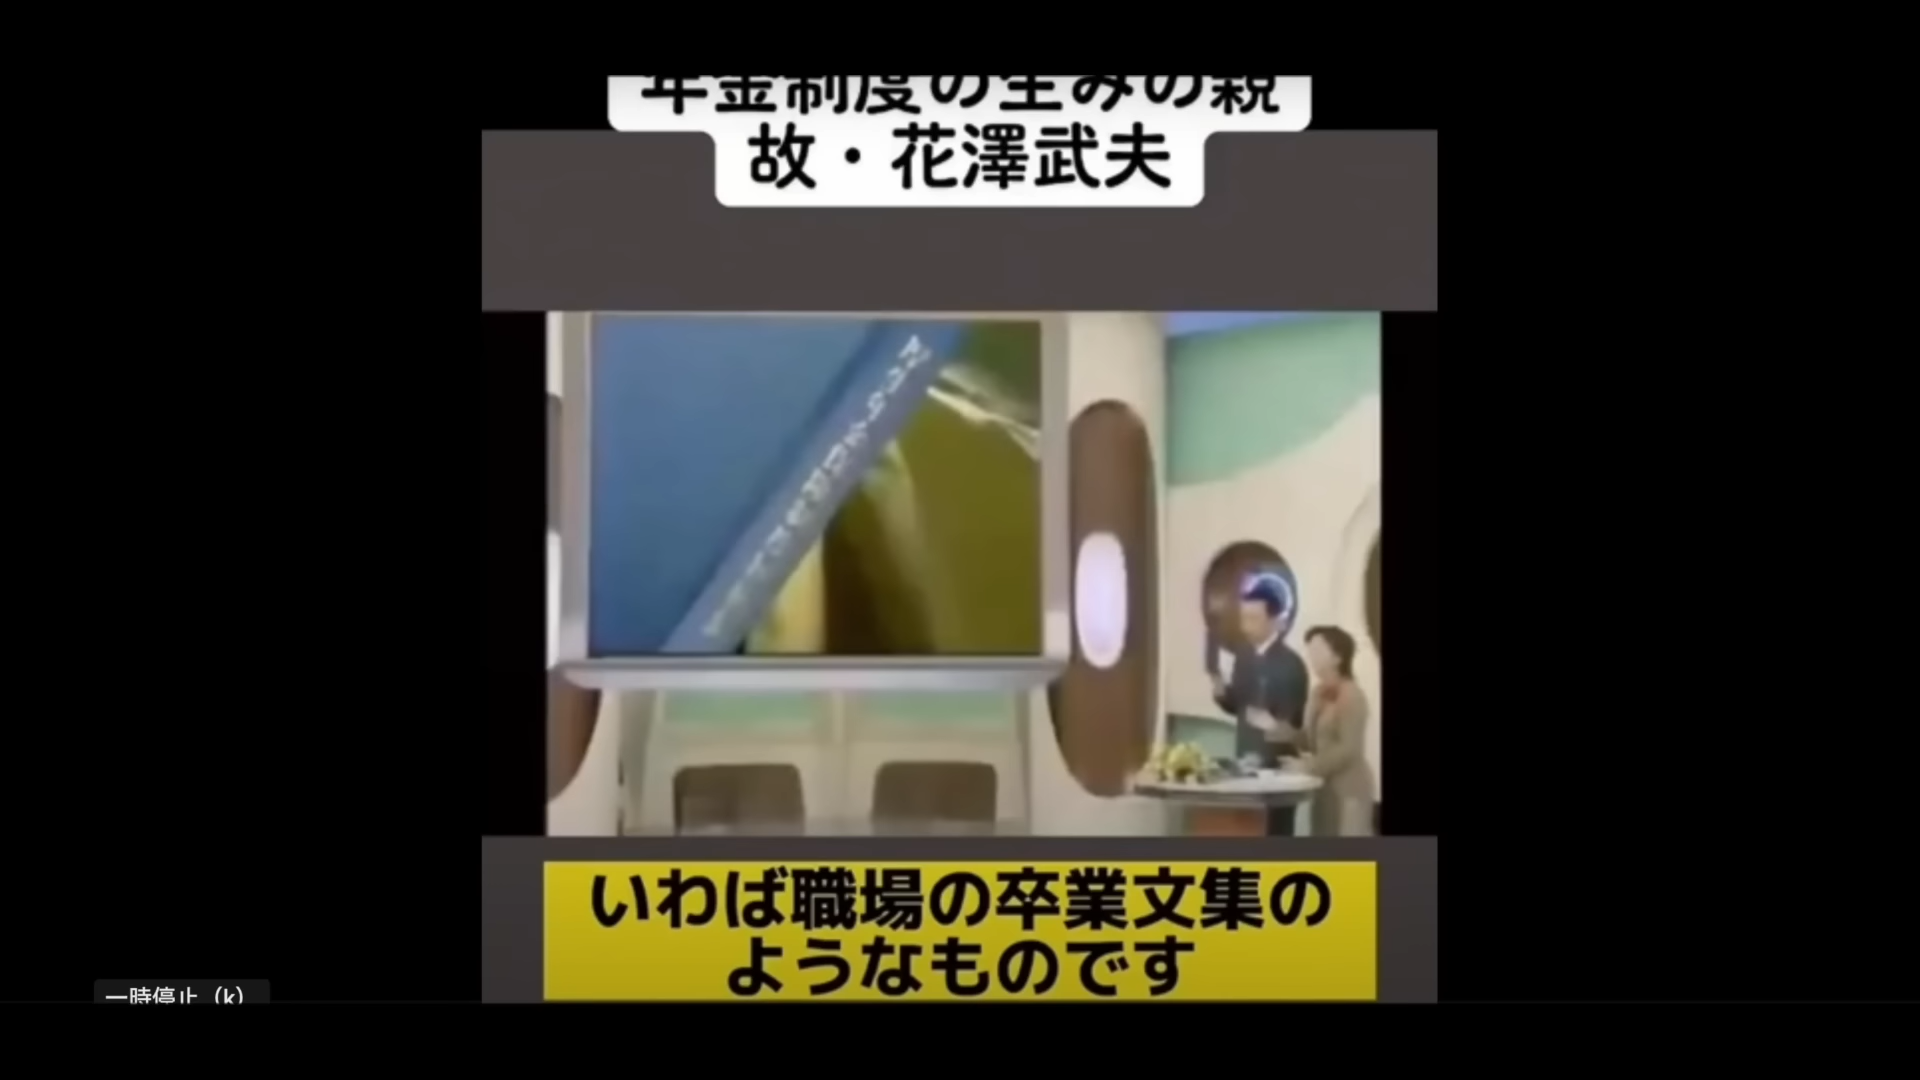 年金制度の生みの親
故・花澤武夫
いわば職場の卒業文集の
ようなものです
一時停止（k）